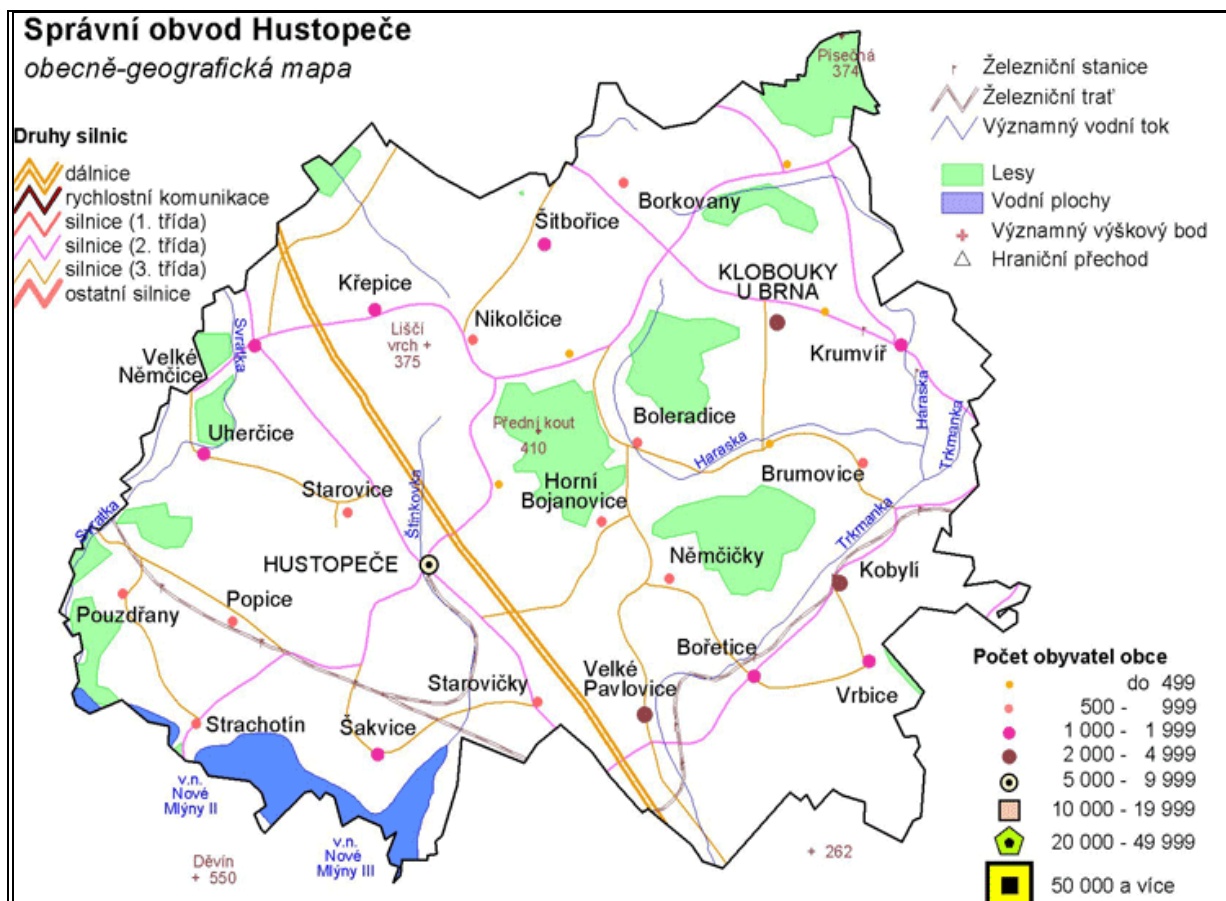 Správní obvod Hustopeče
obecně-geografická mapa
Druhy silnic
dálnice
rychlostní komunikace
silnice (1. třída)
silnice (2. třída)
silnice (3. třída)
ostatní silnice
Železniční stanice
Železniční trať
Významný vodní tok
Lesy
Vodní plochy
Významný výškový bod
Hraniční přechod
Písečná
374
Borkovany
Šitbořice
KLOBOUKY
U BRNA
Křepice
Nikolčice
Liščí
vrch +
375
Krumvíř
Svratka
Velké
Němčice
Haraska
Trkmanka
Boleradice
Přední kout
410
Uherčice
Haraska
Brumovice
Starovice
Horní
Bojanovice
Štinkovka
Svratka
Trkmanka
HUSTOPEČE
Němčičky
Kobylí
Pouzdřany
Popice
Bořetice
Velké
Pavlovice
Starovičky
Vrbice
Strachotín
Šakvice
v.n.
Nové
Mlýny II
v.n.
Nové
Mlýny III
Děvín
+ 550
+ 262
Počet obyvatel obce
do 499
500 - 999
1 000 - 1 999
2 000 - 4 999
5 000 - 9 999
10 000 - 19 999
20 000 - 49 999
50 000 a více